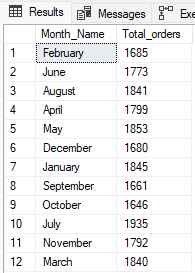 Results Messages Exe
Month_Name Total_orders
1 February 1685
2 June 1773
3 August 1841
4 April 1799
5 May 1853
6 December 1680
7 January 1845
8 September 1661
9 October 1646
10 July 1935
11 November 1792
12 March 1840